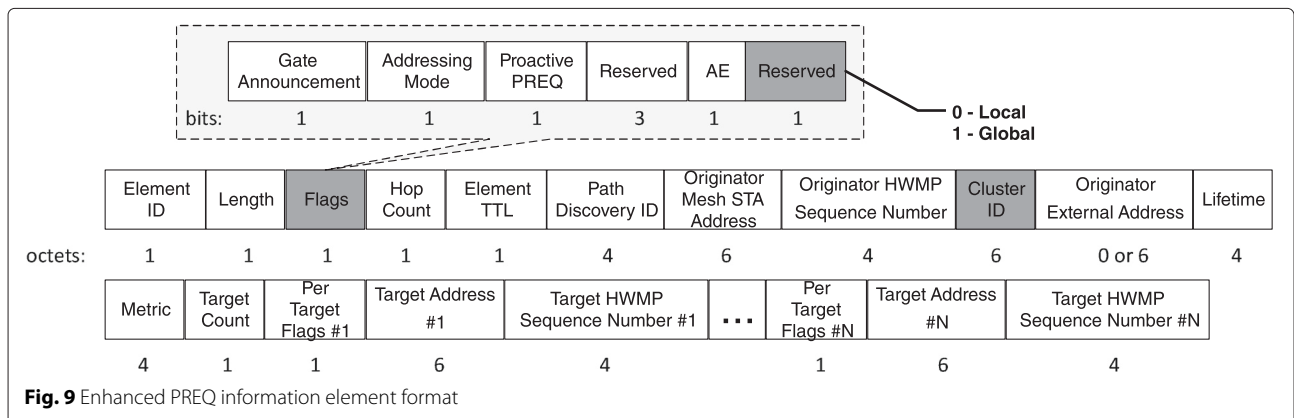 Gate Announcement Addressing Mode Proactive PREQ Reserved AE Reserved
bits: 1 1 1 3 1 1
0 - Local
1 - Global
Element ID Length Flags Hop Count Element TTL Path Discovery ID Originator Mesh STA Address Originator HWMP Sequence Number Cluster ID Originator External Address Lifetime
octets: 1 1 1 1 1 4 6 4 6 0 or 6 4
Metric Target Count Per Target Flags #1 Target Address #1 Target HWMP Sequence Number #1 ... Per Target Flags #N Target Address #N Target HWMP Sequence Number #N
4 1 1 6 4 1 6 4
Fig. 9 Enhanced PREQ information element format